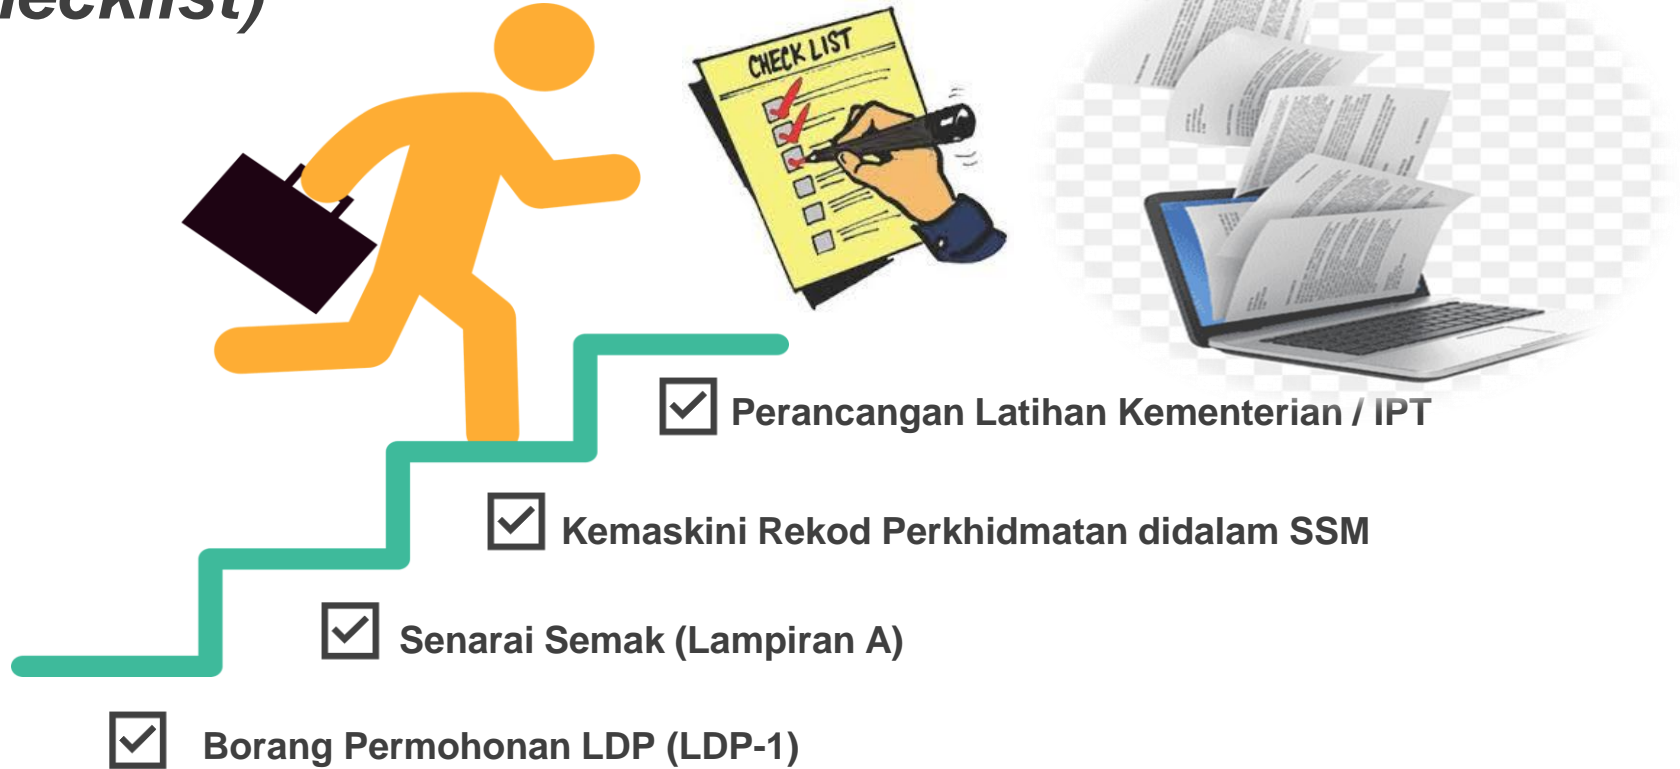 hecklist)
CHECK LIST
Perancangan Latihan Kementerian / IPT
Kemaskini Rekod Perkhidmatan didalam SSM
Senarai Semak (Lampiran A)
Borang Permohonan LDP (LDP-1)